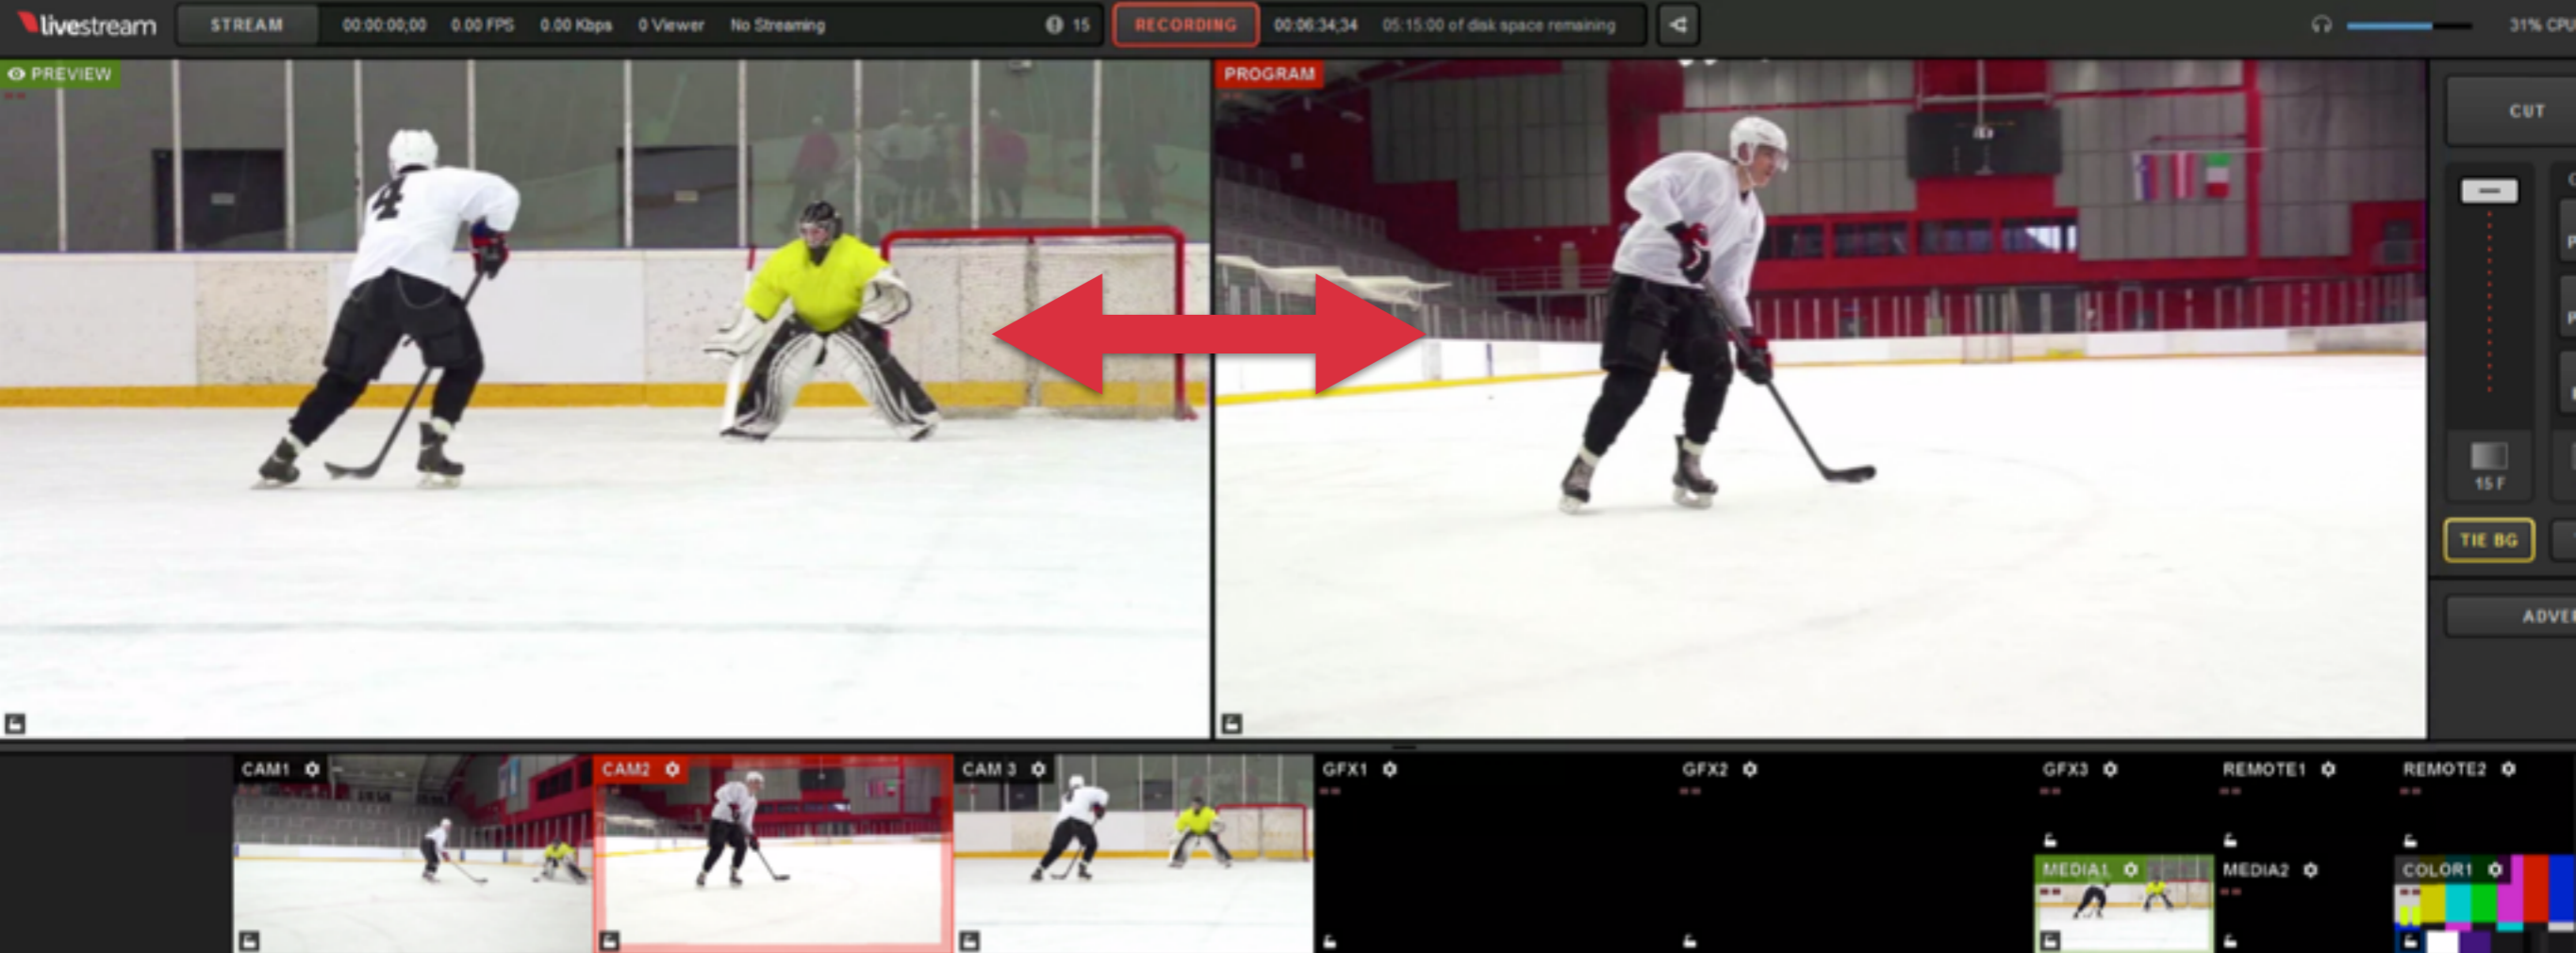 livestream STREAM 00:00:00;00 0.00 FPS 0.00 Kbps 0 Viewer No Streaming 15 RECORDING 00:06:34;34 05:15:00 of disk space remaining 31% CPU
PREVIEW
PROGRAM
CUT
4
15 F
TIE BG
CAM1
CAM2
CAM 3
GFX1
GFX2
GFX3
REMOTE1
REMOTE2
MEDIA1
MEDIA2
COLOR1